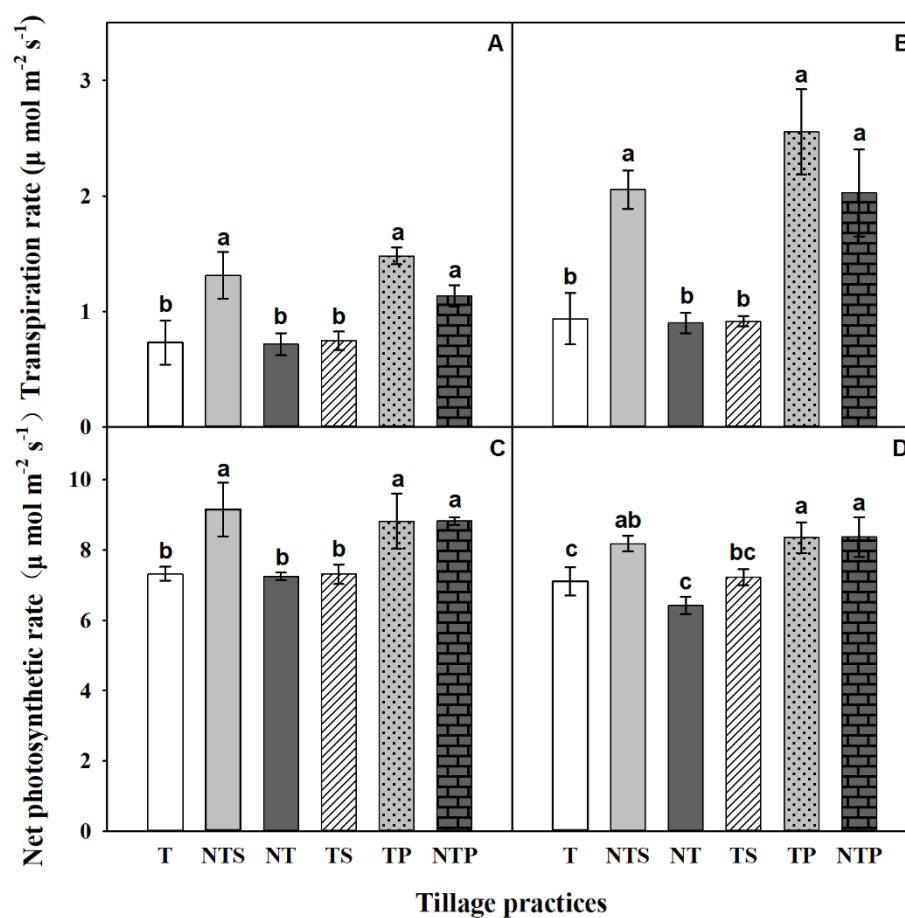 A
B
Transpiration rate (μ mol m⁻² s⁻¹)
3
2
1
0
b a b b a a
b a b b a a
C
D
Net photosynthetic rate（μ mol m⁻² s⁻¹）
10
8
6
4
2
0
b a b b a a
c ab c bc a a
T NTS NT TS TP NTP T NTS NT TS TP NTP
Tillage practices